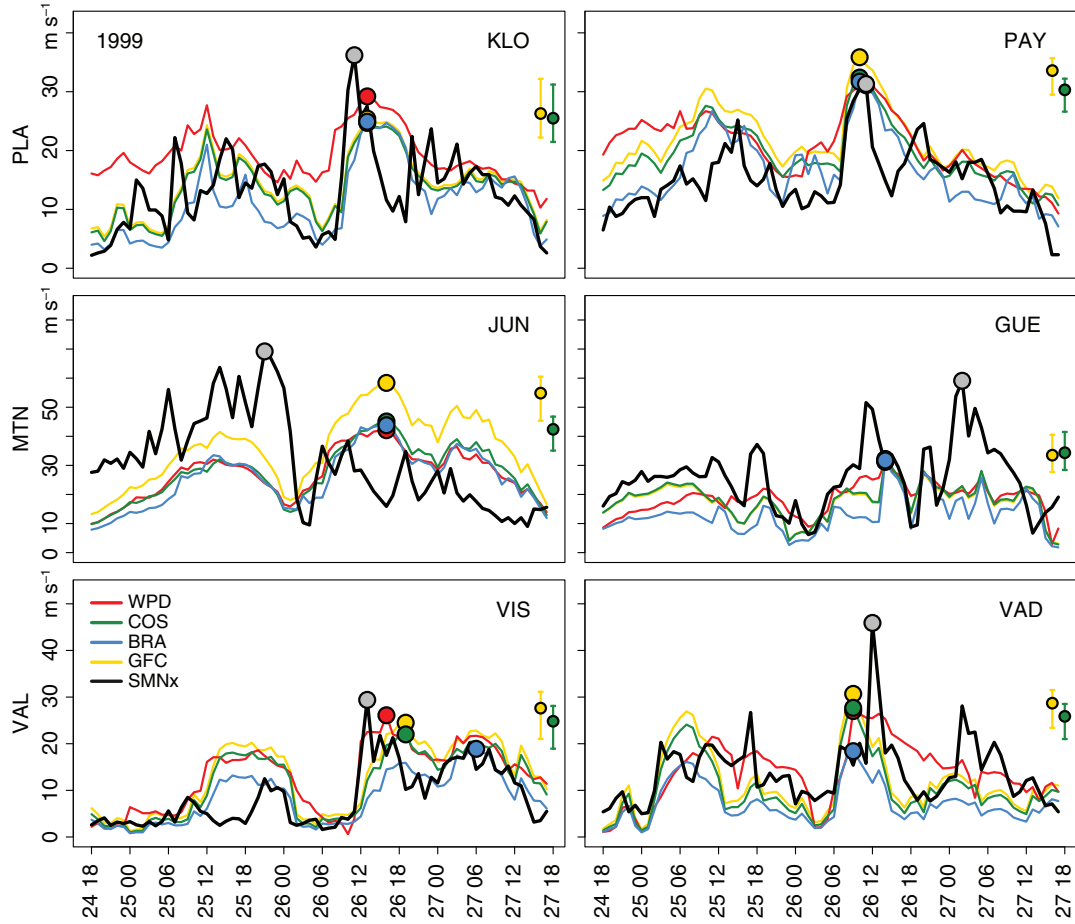 1999
KLO
PAY
m s⁻¹
PLA
0
10
20
30
JUN
GUE
m s⁻¹
MTN
0
10
30
50
VIS
VAD
m s⁻¹
VAL
0
10
20
30
40
WPD
COS
BRA
GFC
SMNx
24 18
25 00
25 06
25 12
25 18
26 00
26 06
26 12
26 18
27 00
27 06
27 12
27 18
24 18
25 00
25 06
25 12
25 18
26 00
26 06
26 12
26 18
27 00
27 06
27 12
27 18